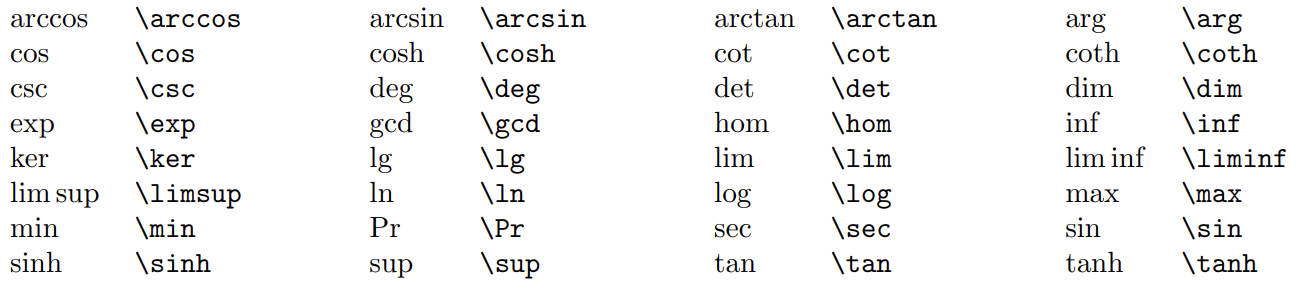 arccos \arccos arcsin \arcsin arctan \arctan arg \arg
cos \cos cosh \cosh cot \cot coth \coth
csc \csc deg \deg det \det dim \dim
exp \exp gcd \gcd hom \hom inf \inf
ker \ker lg \lg lim \lim lim inf \liminf
lim sup \limsup ln \ln log \log max \max
min \min Pr \Pr sec \sec sin \sin
sinh \sinh sup \sup tan \tan tanh \tanh